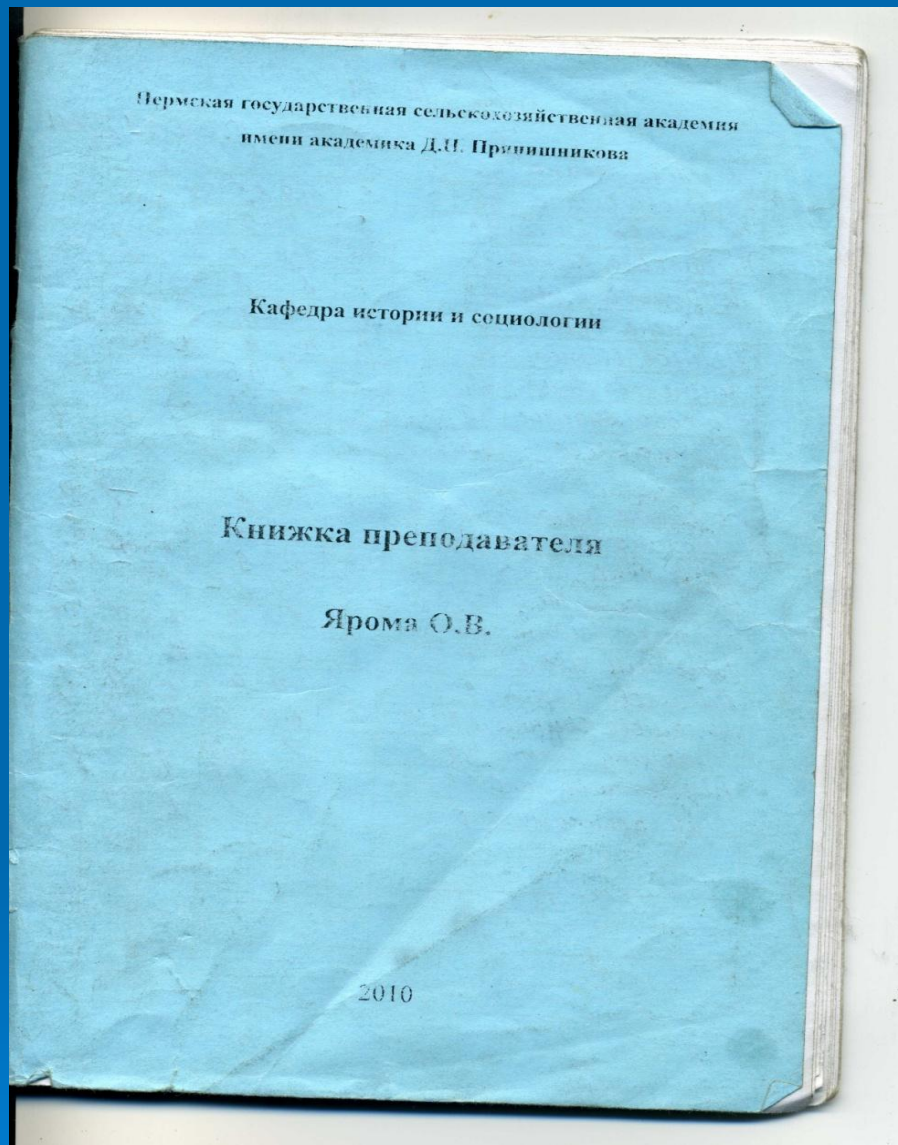 Пермская государственная сельскохозяйственная академия
имени академика Д.Н. Прянишникова
Кафедра истории и социологии
Книжка преподавателя
Ярома О.В.
2010